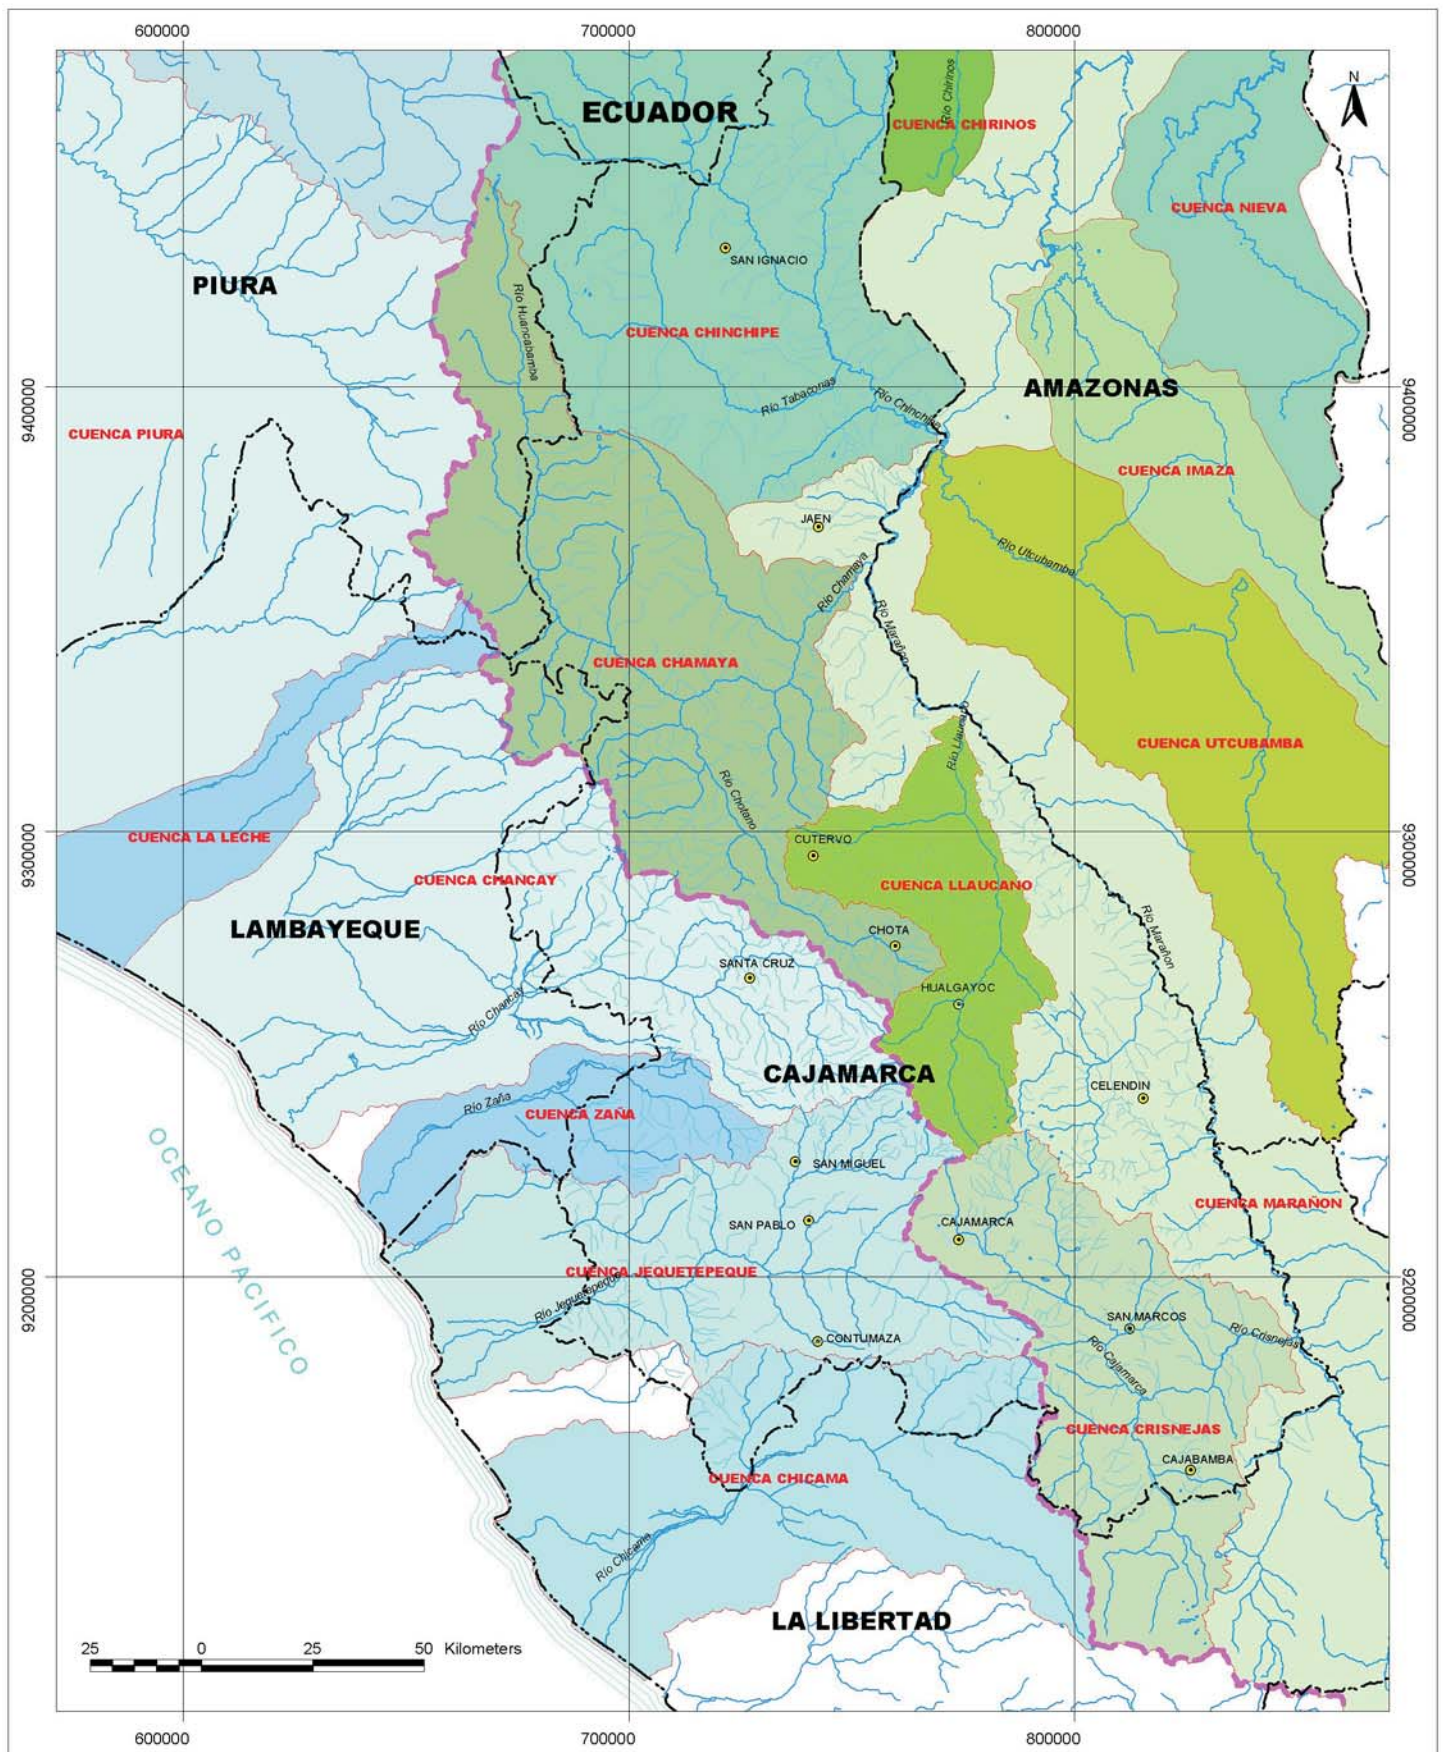 600000
700000
800000
N
ECUADOR
Río Chirinos
CUENCA CHIRINOS
CUENCA NIEVA
SAN IGNACIO
PIURA
Río Huancabamba
CUENCA CHINCHIPE
9400000
AMAZONAS
9400000
Río Tabaconas
Río Chinchipe
CUENCA PIURA
CUENCA IMAZA
JAEN
Río Utcubamba
Río Chamaya
Río Marañon
CUENCA CHAMAYA
Río Llaucano
CUENCA UTCUBAMBA
Río Chotano
9300000
CUENCA LA LECHE
CUTERVO
9300000
CUENCA CHANCAY
CUENCA LLAUCANO
LAMBAYEQUE
CHOTA
Río Marañon
SANTA CRUZ
HUALGAYOC
Río Chancay
CAJAMARCA
CELENDIN
Río Zaña
CUENCA ZAÑA
OCEANO PACIFICO
SAN MIGUEL
CUENCA MARAÑON
SAN PABLO
CAJAMARCA
9200000
CUENCA JEQUETEPEQUE
9200000
Río Jequetepeque
SAN MARCOS
Río Crisnejas
CONTUMAZA
Río Cajamarca
CUENCA CRISNEJAS
CAJABAMBA
CUENCA CHICAMA
Río Chicama
LA LIBERTAD
25 0 25 50 Kilometers
600000
700000
800000